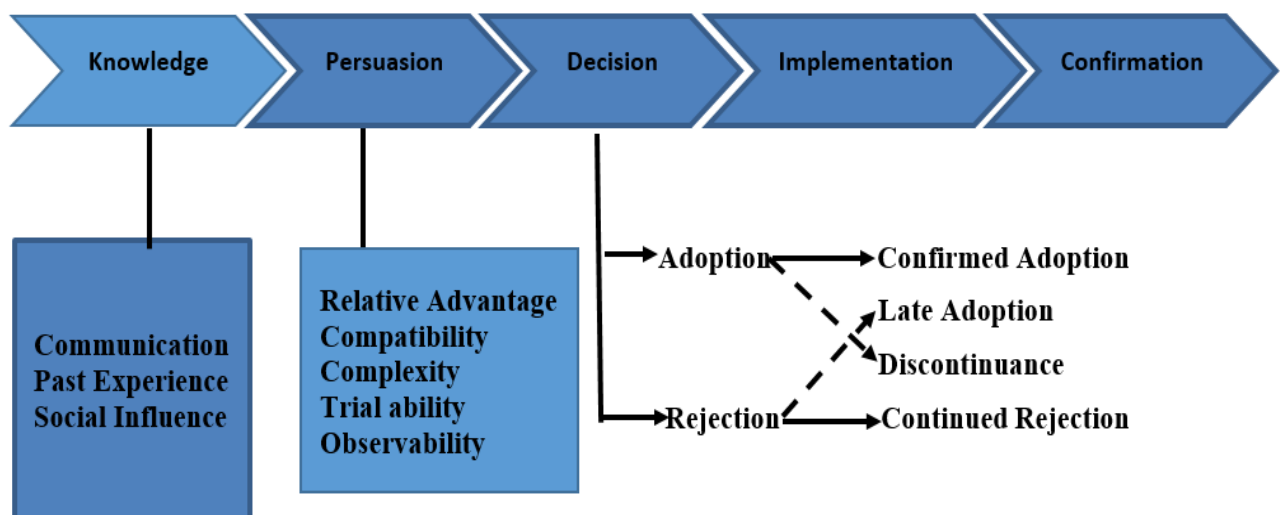 Knowledge
Persuasion
Decision
Implementation
Confirmation
Communication
Past Experience
Social Influence
Relative Advantage
Compatibility
Complexity
Trial ability
Observability
Adoption
Rejection
Confirmed Adoption
Late Adoption
Discontinuance
Continued Rejection